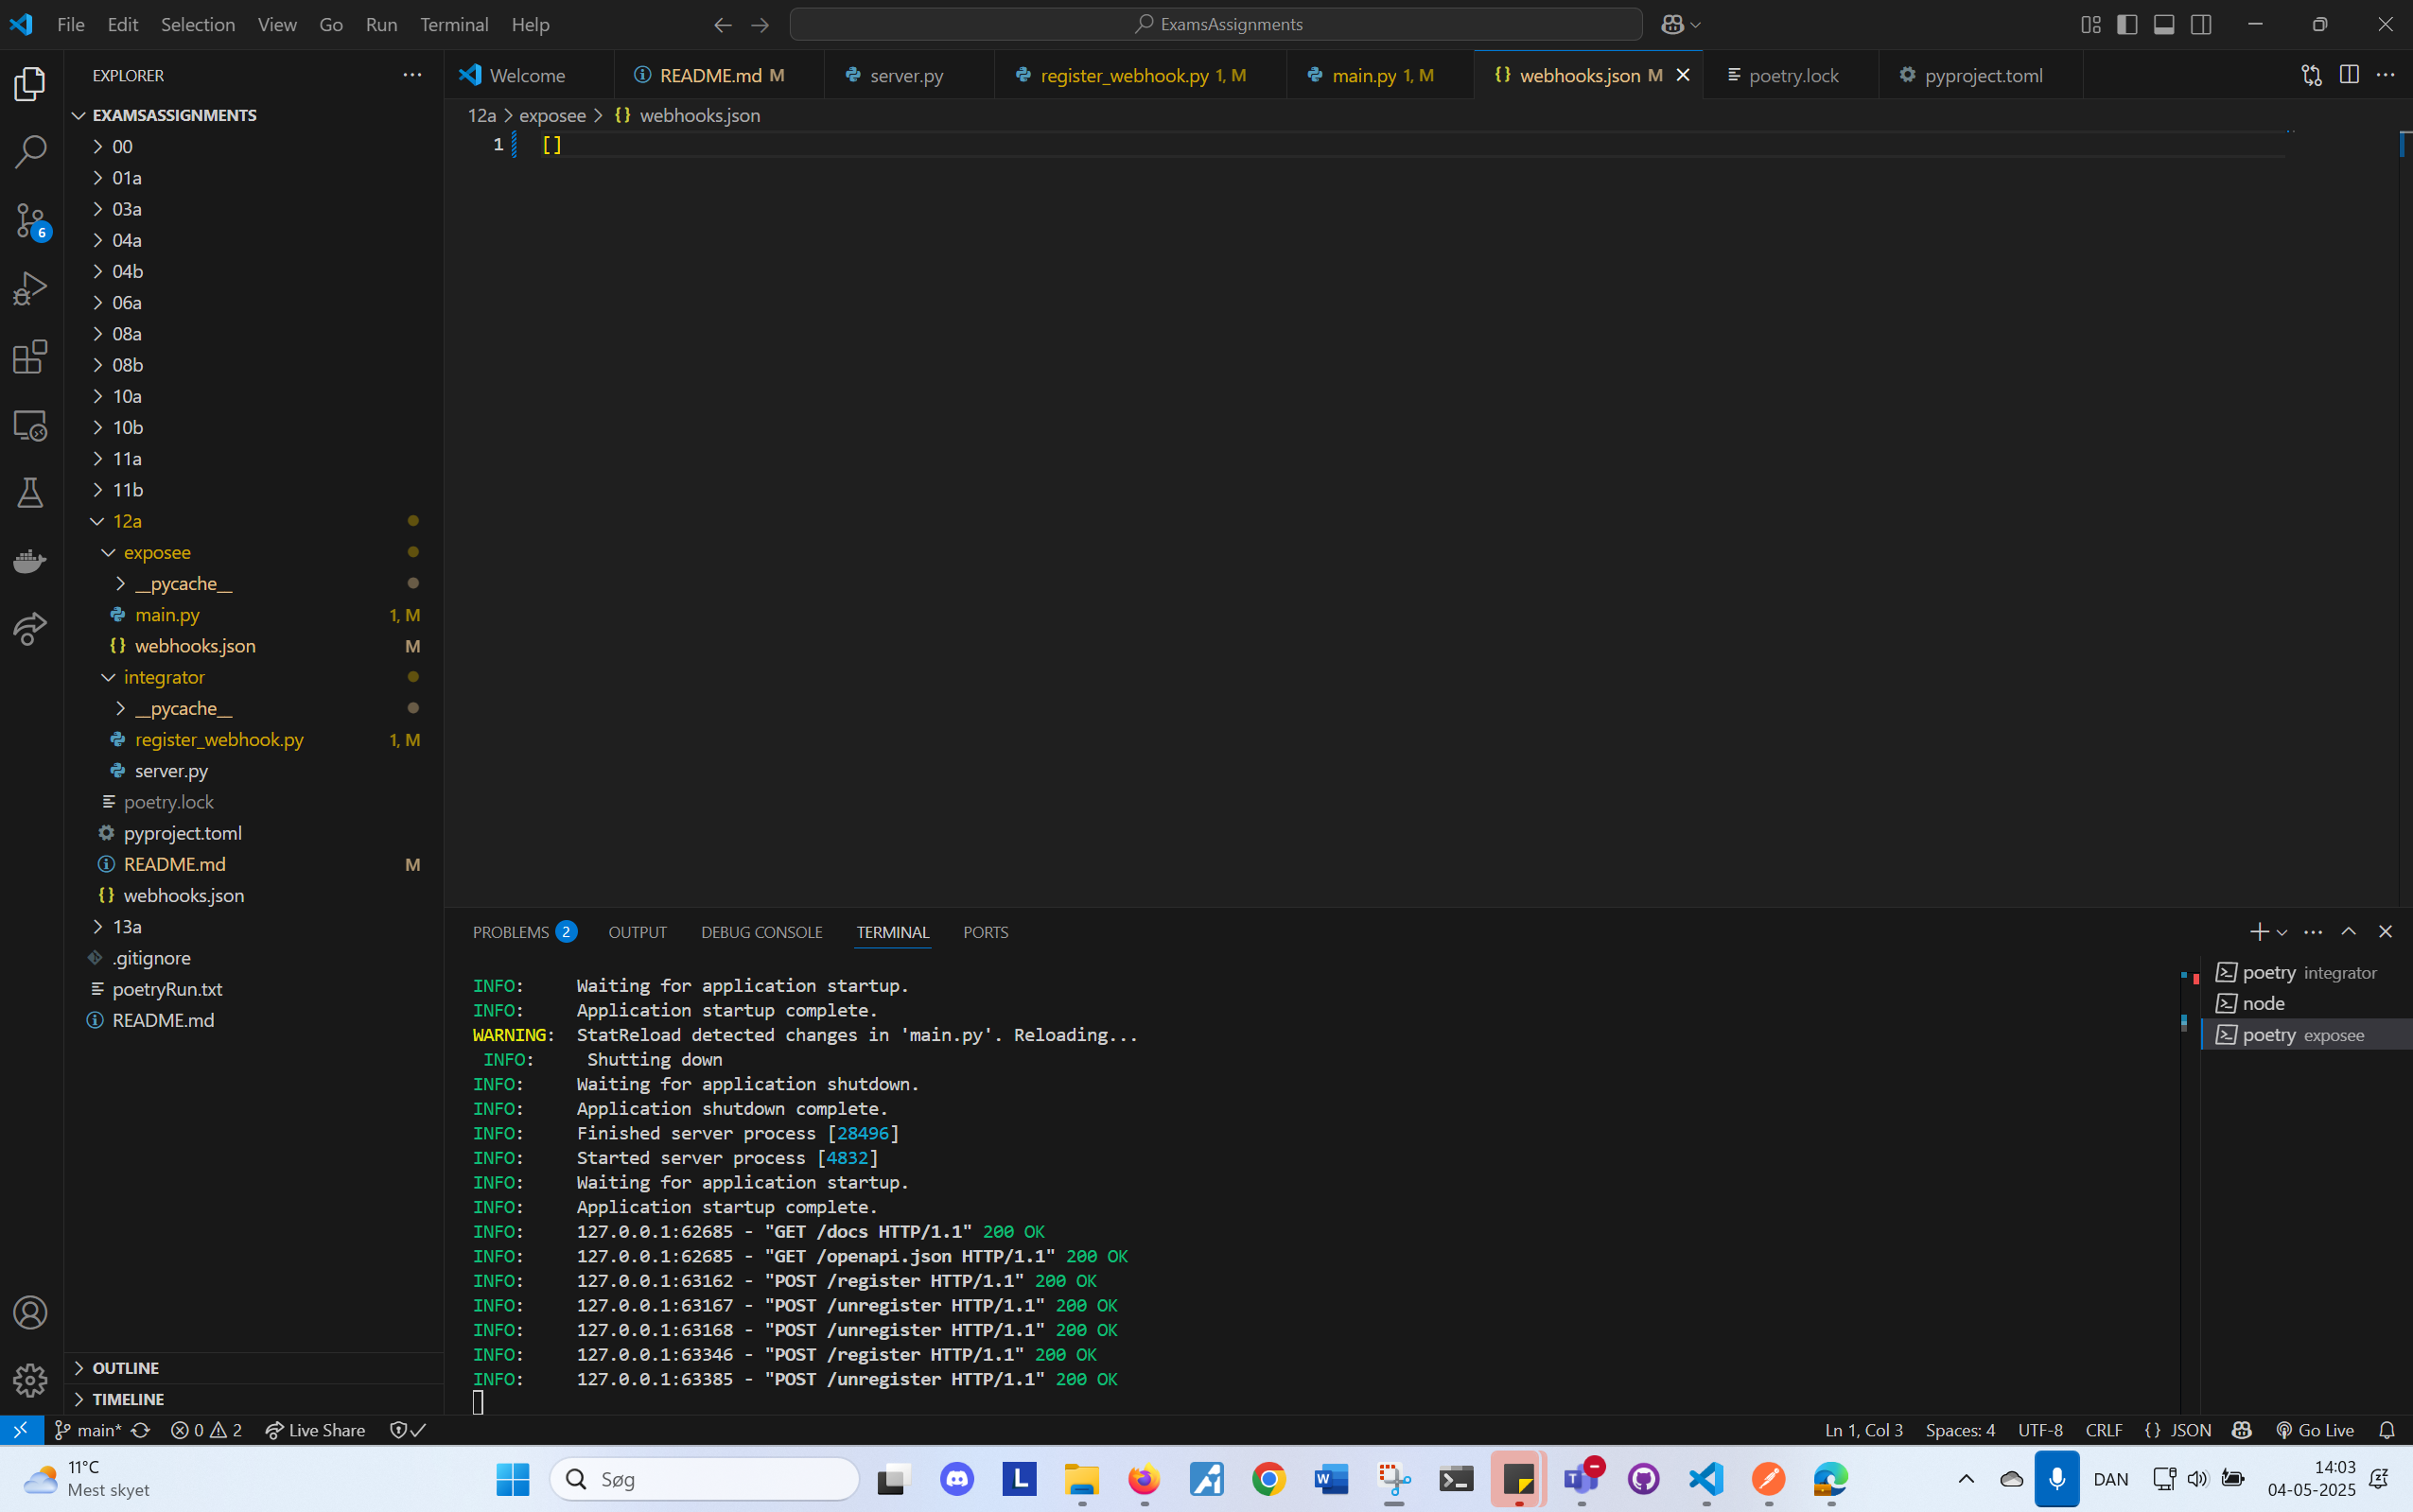 File Edit Selection View Go Run Terminal Help
ExamsAssignments
EXPLORER
EXAMSASSIGNMENTS
00
01a
03a
04a
04b
06a
08a
08b
10a
10b
11a
11b
12a
exposee
__pycache__
main.py 1, M
webhooks.json M
integrator
__pycache__
register_webhook.py 1, M
server.py
poetry.lock
pyproject.toml
README.md M
webhooks.json
13a
.gitignore
poetryRun.txt
README.md
OUTLINE
TIMELINE
6
Welcome README.md M server.py register_webhook.py 1, M main.py 1, M webhooks.json M poetry.lock pyproject.toml
12a > exposee > {} webhooks.json
1 []
PROBLEMS 2 OUTPUT DEBUG CONSOLE TERMINAL PORTS
INFO: Waiting for application startup.
INFO: Application startup complete.
WARNING: StatReload detected changes in 'main.py'. Reloading...
INFO: Shutting down
INFO: Waiting for application shutdown.
INFO: Application shutdown complete.
INFO: Finished server process [28496]
INFO: Started server process [4832]
INFO: Waiting for application startup.
INFO: Application startup complete.
INFO: 127.0.0.1:62685 - "GET /docs HTTP/1.1" 200 OK
INFO: 127.0.0.1:62685 - "GET /openapi.json HTTP/1.1" 200 OK
INFO: 127.0.0.1:63162 - "POST /register HTTP/1.1" 200 OK
INFO: 127.0.0.1:63167 - "POST /unregister HTTP/1.1" 200 OK
INFO: 127.0.0.1:63168 - "POST /unregister HTTP/1.1" 200 OK
INFO: 127.0.0.1:63346 - "POST /register HTTP/1.1" 200 OK
INFO: 127.0.0.1:63385 - "POST /unregister HTTP/1.1" 200 OK
poetry integrator
node
poetry exposee
main* 0 2 Live Share Ln 1, Col 3 Spaces: 4 UTF-8 CRLF {} JSON Go Live
11°C
Mest skyet
Søg
DAN
14:03
04-05-2025